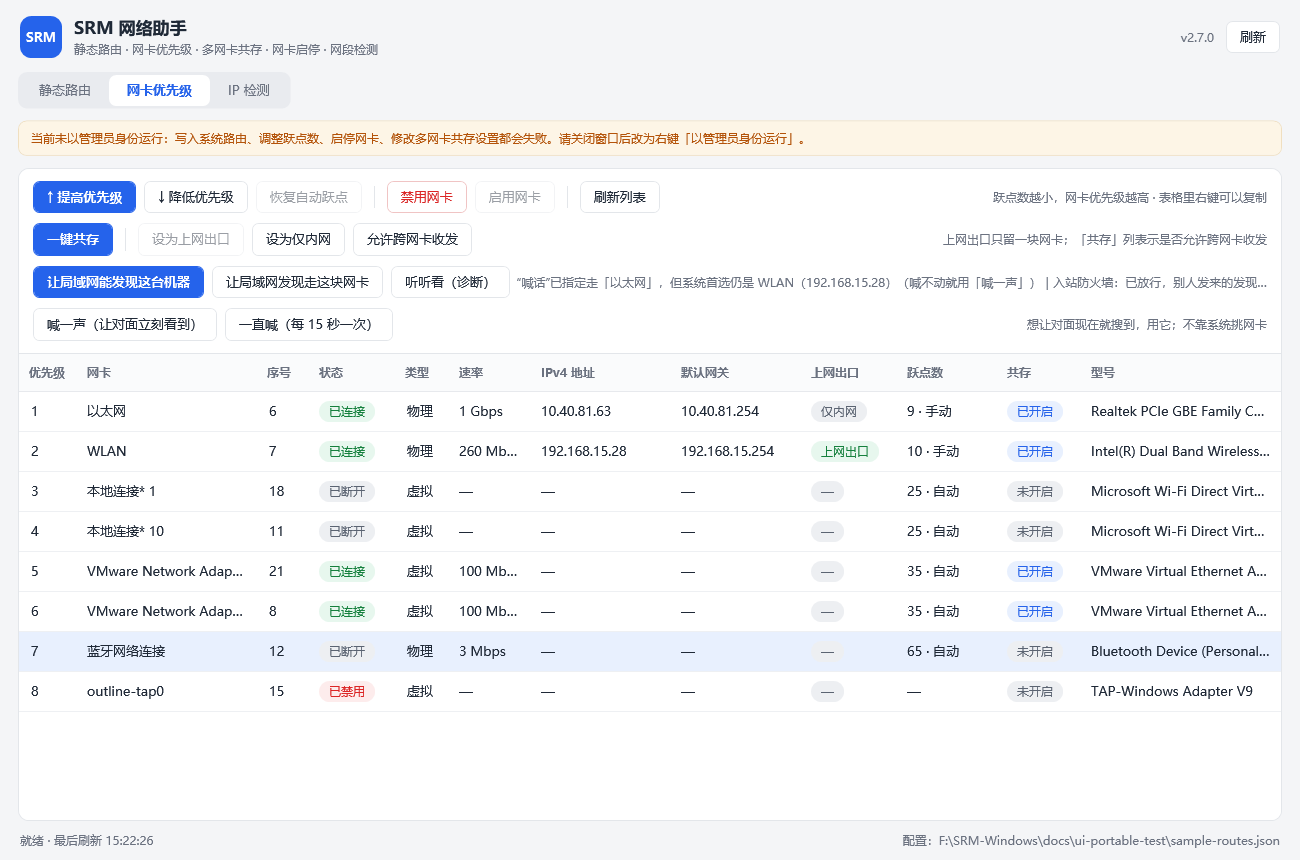 SRM
SRM 网络助手
静态路由 · 网卡优先级 · 多网卡共存 · 网卡启停 · 网段检测
v2.7.0
刷新
静态路由
网卡优先级
IP 检测
当前未以管理员身份运行：写入系统路由、调整跃点数、启停网卡、修改多网卡共存设置都会失败。请关闭窗口后改为右键「以管理员身份运行」。
↑ 提高优先级
↓ 降低优先级
恢复自动跃点
禁用网卡
启用网卡
刷新列表
跃点数越小，网卡优先级越高 · 表格里右键可以复制
一键共存
设为上网出口
设为仅内网
允许跨网卡收发
上网出口只留一块网卡；「共存」列表示是否允许跨网卡收发
让局域网能发现这台机器
让局域网发现走这块网卡
听听看（诊断）
“喊话”已指定走「以太网」，但系统首选仍是 WLAN（192.168.15.28）（喊不动就用「喊一声」） | 入站防火墙：已放行，别人发来的发现...
喊一声（让对面立刻看到）
一直喊（每 15 秒一次）
想让对面现在就搜到，用它；不靠系统挑网卡
优先级 网卡 序号 状态 类型 速率 IPv4 地址 默认网关 上网出口 跃点数 共存 型号
1 以太网 6 已连接 物理 1 Gbps 10.40.81.63 10.40.81.254 仅内网 9 · 手动 已开启 Realtek PCIe GBE Family C...
2 WLAN 7 已连接 物理 260 Mb... 192.168.15.28 192.168.15.254 上网出口 10 · 手动 已开启 Intel(R) Dual Band Wireless...
3 本地连接* 1 18 已断开 虚拟 — — — — 25 · 自动 未开启 Microsoft Wi-Fi Direct Virt...
4 本地连接* 10 11 已断开 虚拟 — — — — 25 · 自动 未开启 Microsoft Wi-Fi Direct Virt...
5 VMware Network Adap... 21 已连接 虚拟 100 Mb... — — — 35 · 自动 已开启 VMware Virtual Ethernet A...
6 VMware Network Adap... 8 已连接 虚拟 100 Mb... — — — 35 · 自动 已开启 VMware Virtual Ethernet A...
7 蓝牙网络连接 12 已断开 物理 3 Mbps — — — 65 · 自动 未开启 Bluetooth Device (Personal...
8 outline-tap0 15 已禁用 虚拟 — — — — — 未开启 TAP-Windows Adapter V9
就绪 · 最后刷新 15:22:26
配置：F:\SRM-Windows\docs\ui-portable-test\sample-routes.json